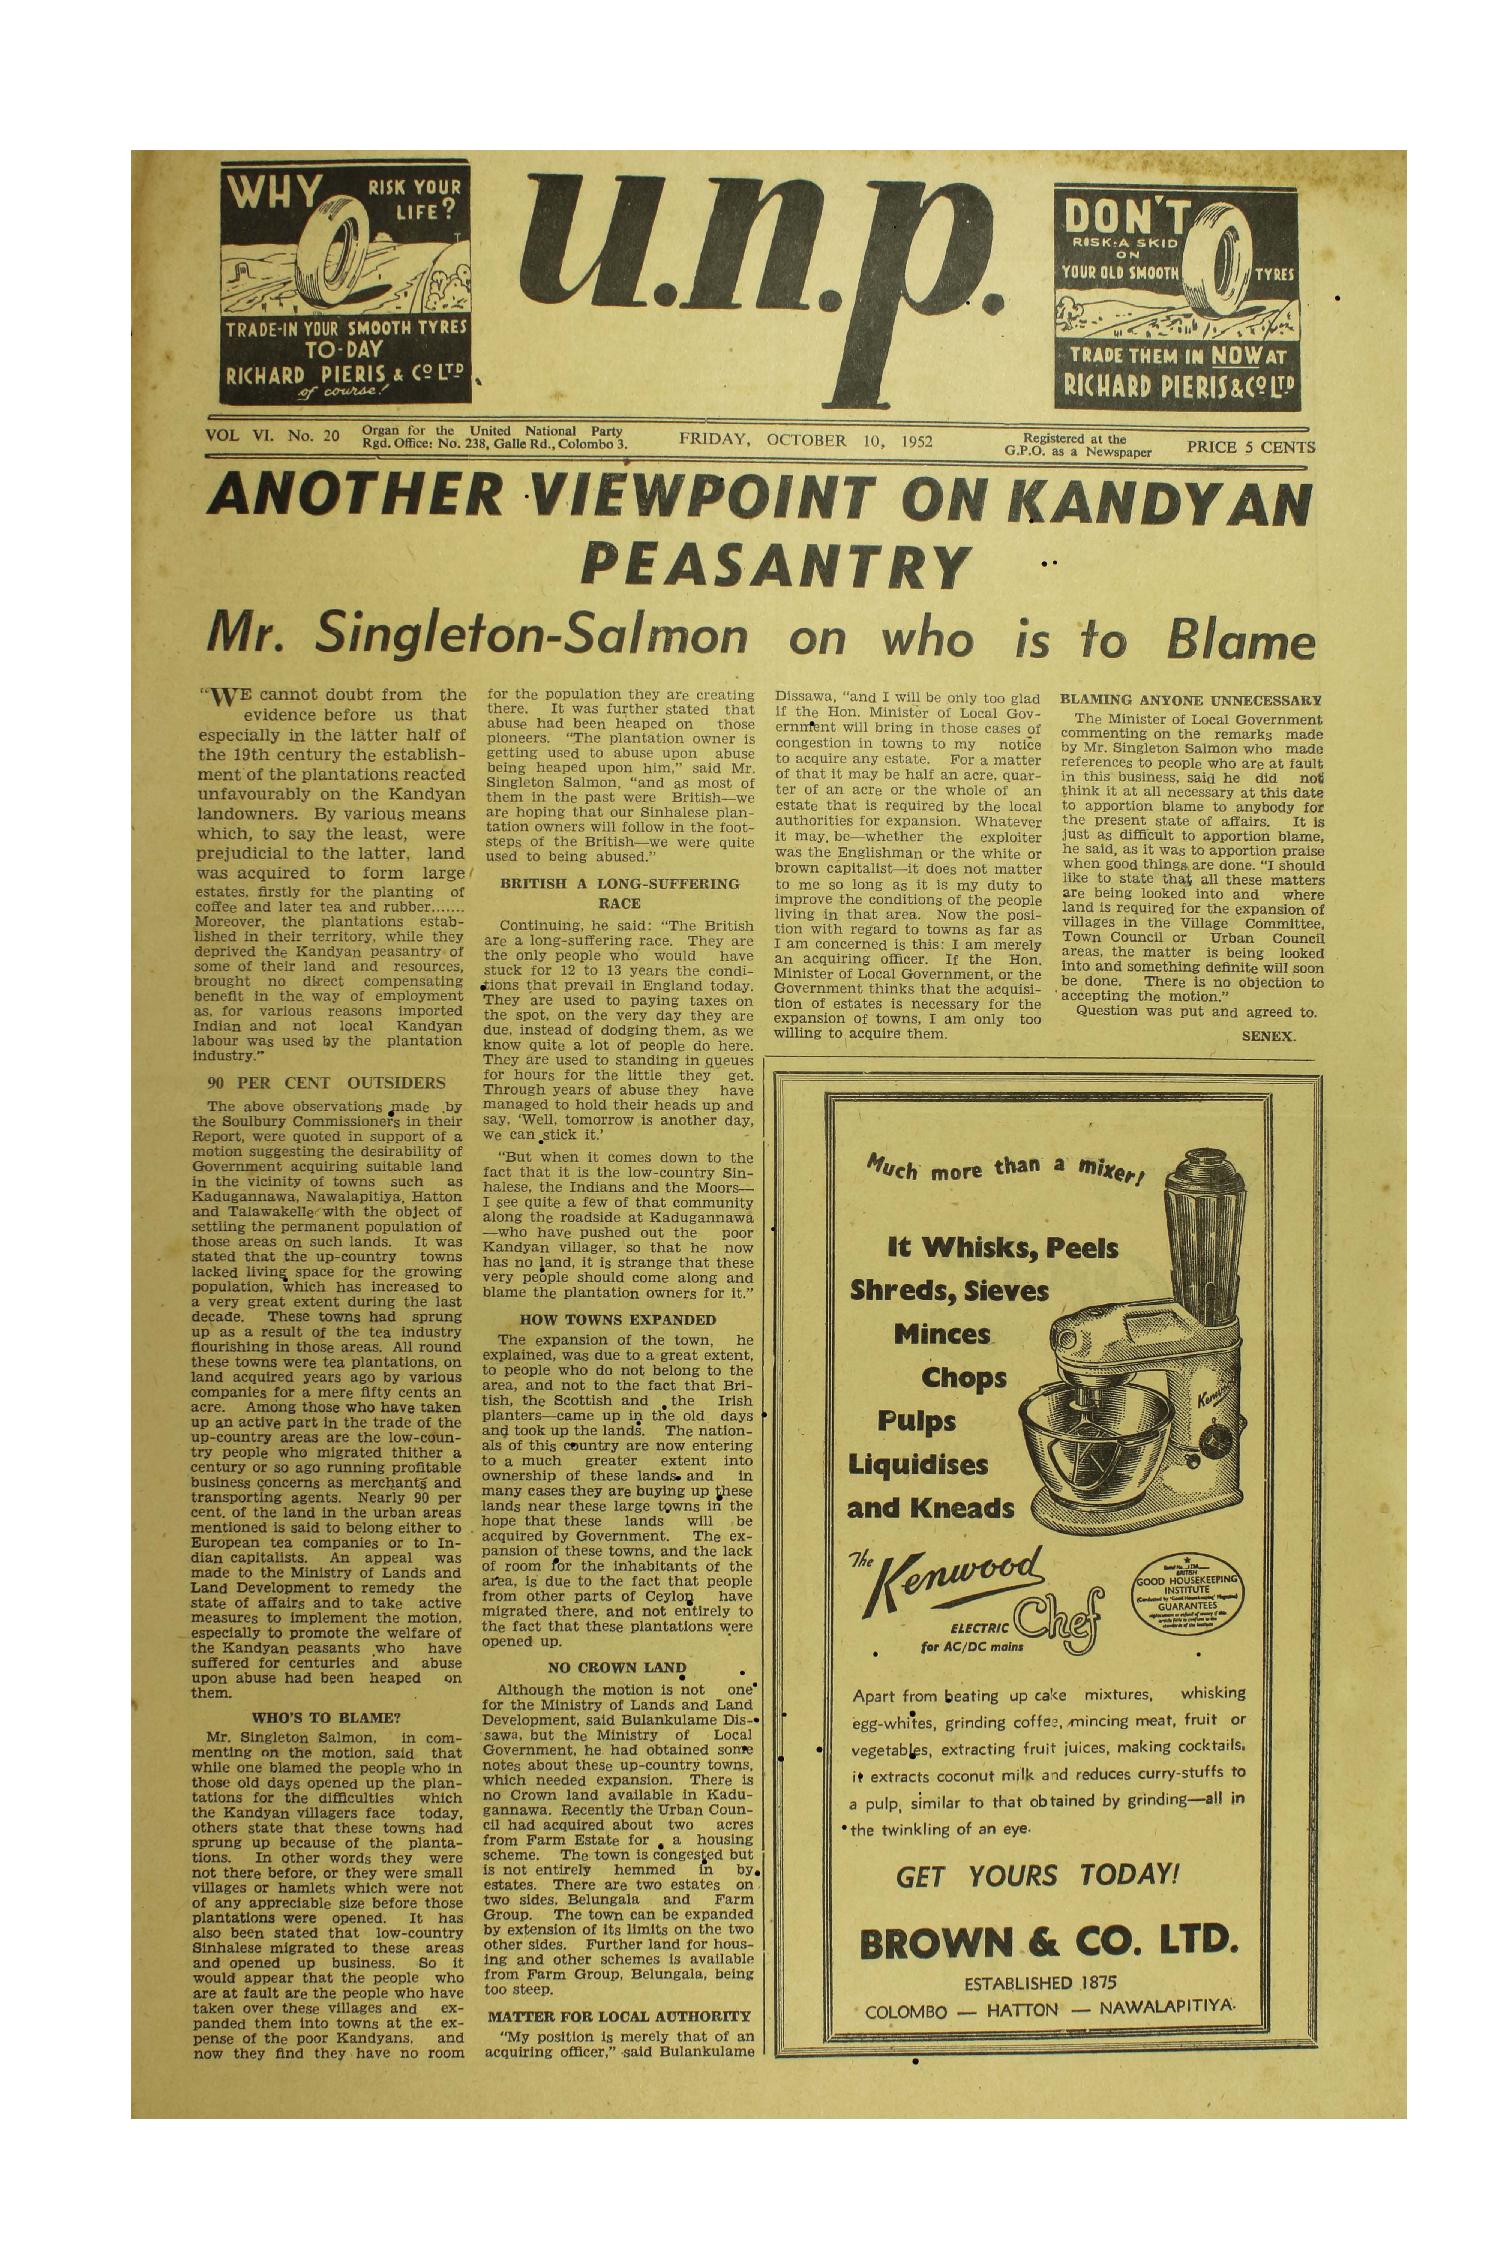 WHY RISK YOUR
LIFE?
TRADE-IN YOUR SMOOTH TYRES
TO-DAY
RICHARD PIERIS & CO LTD
of course!
u.n.p.
DON'T
RISK A SKID
ON
YOUR OLD SMOOTH TYRES
TRADE THEM IN NOW AT
RICHARD PIERIS & CO LTD
VOL VI. No. 20
Organ for the United National Party
Rgd. Office: No. 238, Galle Rd., Colombo 3.
FRIDAY, OCTOBER 10, 1952
Registered at the
G.P.O. as a Newspaper
PRICE 5 CENTS
ANOTHER VIEWPOINT ON KANDYAN
PEASANTRY
Mr. Singleton-Salmon on who is to Blame
"WE cannot doubt from the
evidence before us that
especially in the latter half of
the 19th century the establish-
ment of the plantations reacted
unfavourably on the Kandyan
landowners. By various means
which, to say the least, were
prejudicial to the latter, land
was acquired to form large
estates, firstly for the planting of
coffee and later tea and rubber.......
Moreover, the plantations estab-
lished in their territory, while they
deprived the Kandyan peasantry of
some of their land and resources,
brought no direct compensating
benefit in the way of employment
as, for various reasons imported
Indian and not local Kandyan
labour was used by the plantation
industry."
90 PER CENT OUTSIDERS
The above observations made by
the Soulbury Commissioners in their
Report, were quoted in support of a
motion suggesting the desirability of
Government acquiring suitable land
in the vicinity of towns such as
Kadugannawa, Nawalapitiya, Hatton
and Talawakelle with the object of
settling the permanent population of
those areas on such lands. It was
stated that the up-country towns
lacked living space for the growing
population, which has increased to
a very great extent during the last
decade. These towns had sprung
up as a result of the tea industry
flourishing in those areas. All round
these towns were tea plantations, on
land acquired years ago by various
companies for a mere fifty cents an
acre. Among those who have taken
up an active part in the trade of the
up-country areas are the low-coun-
try people who migrated thither a
century or so ago running profitable
business concerns as merchants and
transporting agents. Nearly 90 per
cent. of the land in the urban areas
mentioned is said to belong either to
European tea companies or to In-
dian capitalists. An appeal was
made to the Ministry of Lands and
Land Development to remedy the
state of affairs and to take active
measures to implement the motion,
especially to promote the welfare of
the Kandyan peasants who have
suffered for centuries and abuse
upon abuse had been heaped on
them.
WHO'S TO BLAME?
Mr. Singleton Salmon, in com-
menting on the motion, said that
while one blamed the people who in
those old days opened up the plan-
tations for the difficulties which
the Kandyan villagers face today,
others state that these towns had
sprung up because of the planta-
tions. In other words they were
not there before, or they were small
villages or hamlets which were not
of any appreciable size before those
plantations were opened. It has
also been stated that low-country
Sinhalese migrated to these areas
and opened up business. So it
would appear that the people who
are at fault are the people who have
taken over these villages and ex-
panded them into towns at the ex-
pense of the poor Kandyans, and
now they find they have no room
for the population they are creating
there. It was further stated that
abuse had been heaped on those
pioneers. "The plantation owner is
getting used to abuse upon abuse
being heaped upon him," said Mr.
Singleton Salmon, "and as most of
them in the past were British—we
are hoping that our Sinhalese plan-
tation owners will follow in the foot-
steps of the British—we were quite
used to being abused."
BRITISH A LONG-SUFFERING
RACE
Continuing, he said: "The British
are a long-suffering race. They are
the only people who would have
stuck for 12 to 13 years the condi-
tions that prevail in England today.
They are used to paying taxes on
the spot, on the very day they are
due, instead of dodging them, as we
know quite a lot of people do here.
They are used to standing in queues
for hours for the little they get.
Through years of abuse they have
managed to hold their heads up and
say, 'Well, tomorrow is another day,
we can stick it.'
"But when it comes down to the
fact that it is the low-country Sin-
halese, the Indians and the Moors—
I see quite a few of that community
along the roadside at Kadugannawa
—who have pushed out the poor
Kandyan villager, so that he now
has no land, it is strange that these
very people should come along and
blame the plantation owners for it."
HOW TOWNS EXPANDED
The expansion of the town, he
explained, was due to a great extent,
to people who do not belong to the
area, and not to the fact that Bri-
tish, the Scottish and the Irish
planters—came up in the old days
and took up the lands. The nation-
als of this country are now entering
to a much greater extent into
ownership of these lands and in
many cases they are buying up these
lands near these large towns in the
hope that these lands will be
acquired by Government. The ex-
pansion of these towns, and the lack
of room for the inhabitants of the
area, is due to the fact that people
from other parts of Ceylon have
migrated there, and not entirely to
the fact that these plantations were
opened up.
NO CROWN LAND
Although the motion is not one
for the Ministry of Lands and Land
Development, said Bulankulame Dis-
sawa, but the Ministry of Local
Government, he had obtained some
notes about these up-country towns,
which needed expansion. There is
no Crown land available in Kadu-
gannawa. Recently the Urban Coun-
cil had acquired about two acres
from Farm Estate for a housing
scheme. The town is congested but
is not entirely hemmed in by
estates. There are two estates on
two sides, Belungala and Farm
Group. The town can be expanded
by extension of its limits on the two
other sides. Further land for hous-
ing and other schemes is available
from Farm Group, Belungala, being
too steep.
MATTER FOR LOCAL AUTHORITY
"My position is merely that of an
acquiring officer," said Bulankulame
Dissawa, "and I will be only too glad
if the Hon. Minister of Local Gov-
ernment will bring in those cases of
congestion in towns to my notice
to acquire any estate. For a matter
of that it may be half an acre, quar-
ter of an acre or the whole of an
estate that is required by the local
authorities for expansion. Whatever
it may, be—whether the exploiter
was the Englishman or the white or
brown capitalist—it does not matter
to me so long as it is my duty to
improve the conditions of the people
living in that area. Now the posi-
tion with regard to towns as far as
I am concerned is this: I am merely
an acquiring officer. If the Hon.
Minister of Local Government, or the
Government thinks that the acquisi-
tion of estates is necessary for the
expansion of towns, I am only too
willing to acquire them.
BLAMING ANYONE UNNECESSARY
The Minister of Local Government
commenting on the remarks made
by Mr. Singleton Salmon who made
references to people who are at fault
in this business, said he did not
think it at all necessary at this date
to apportion blame to anybody for
the present state of affairs. It is
just as difficult to apportion blame,
he said, as it was to apportion praise
when good things are done. "I should
like to state that all these matters
are being looked into and where
land is required for the expansion of
villages in the Village Committee,
Town Council or Urban Council
areas, the matter is being looked
into and something definite will soon
be done. There is no objection to
accepting the motion."
Question was put and agreed to.
SENEX.
Much more than a mixer!
It Whisks, Peels
Shreds, Sieves
Minces
Chops
Pulps
Liquidises
and Kneads
Kenwood
The Kenwood
ELECTRIC Chef
for AC/DC mains
BRITISH
GOOD HOUSEKEEPING
INSTITUTE
GUARANTEES
Apart from beating up cake mixtures, whisking
egg-whites, grinding coffee, mincing meat, fruit or
vegetables, extracting fruit juices, making cocktails,
it extracts coconut milk and reduces curry-stuffs to
a pulp, similar to that obtained by grinding—all in
the twinkling of an eye.
GET YOURS TODAY!
BROWN & CO. LTD.
ESTABLISHED 1875
COLOMBO — HATTON — NAWALAPITIYA.